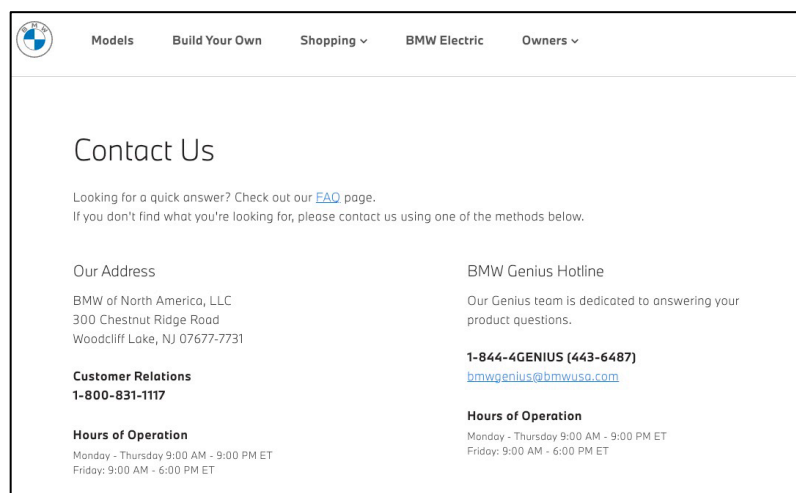 BMW
Models Build Your Own Shopping BMW Electric Owners
Contact Us
Looking for a quick answer? Check out our FAQ page.
If you don't find what you're looking for, please contact us using one of the methods below.
Our Address
BMW of North America, LLC
300 Chestnut Ridge Road
Woodcliff Lake, NJ 07677-7731
Customer Relations
1-800-831-1117
Hours of Operation
Monday - Thursday 9:00 AM - 9:00 PM ET
Friday: 9:00 AM - 6:00 PM ET
BMW Genius Hotline
Our Genius team is dedicated to answering your
product questions.
1-844-4GENIUS (443-6487)
bmwgenius@bmwusa.com
Hours of Operation
Monday - Thursday 9:00 AM - 9:00 PM ET
Friday: 9:00 AM - 6:00 PM ET